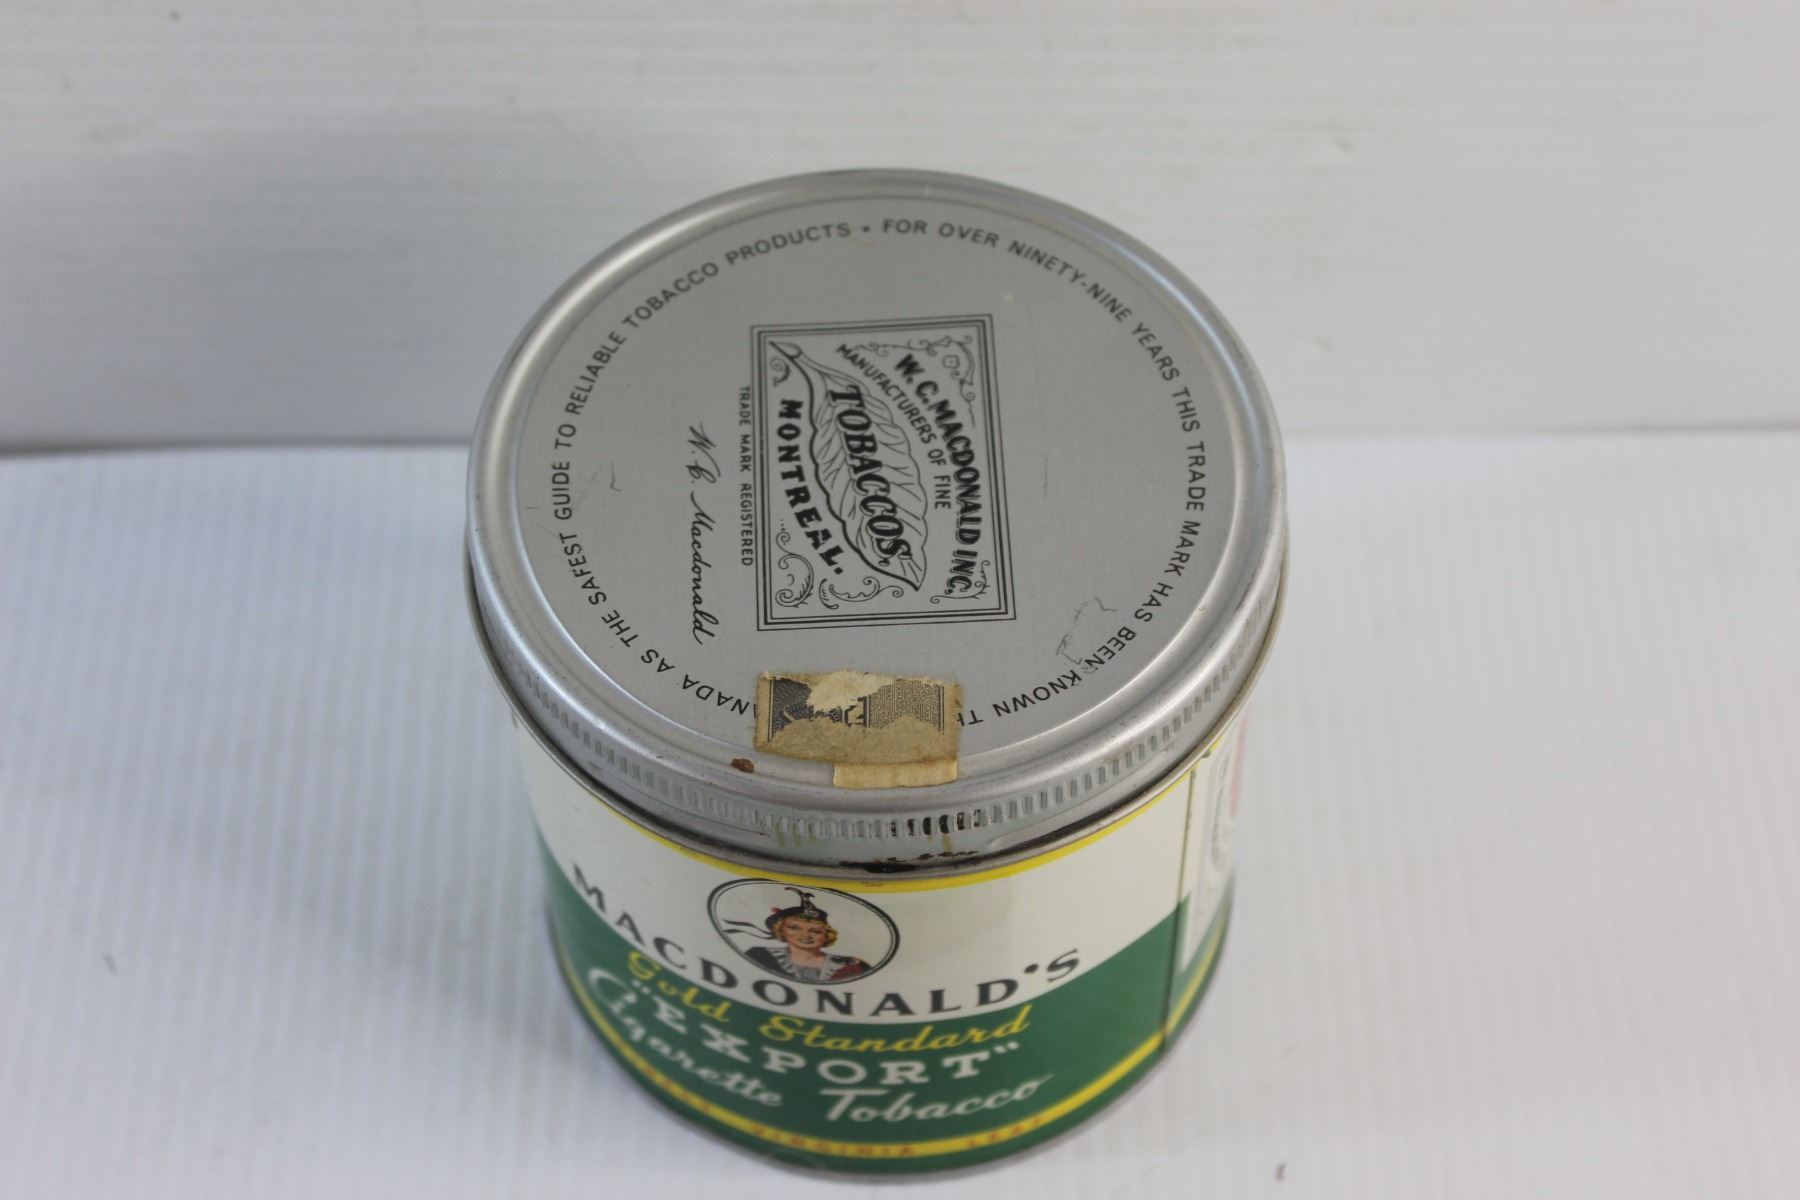 FOR OVER NINETY-NINE YEARS THIS TRADE MARK HAS BEEN KNOWN TH NADA AS THE SAFEST GUIDE TO RELIABLE TOBACCO PRODUCTS •
W. C. MACDONALD INC.
MANUFACTURERS OF FINE
TOBACCOS.
MONTREAL.
TRADE MARK REGISTERED
W. C. Macdonald
MACDONALD'S
Gold Standard
"EXPORT"
Cigarette Tobacco
VIRGINIA LEAF